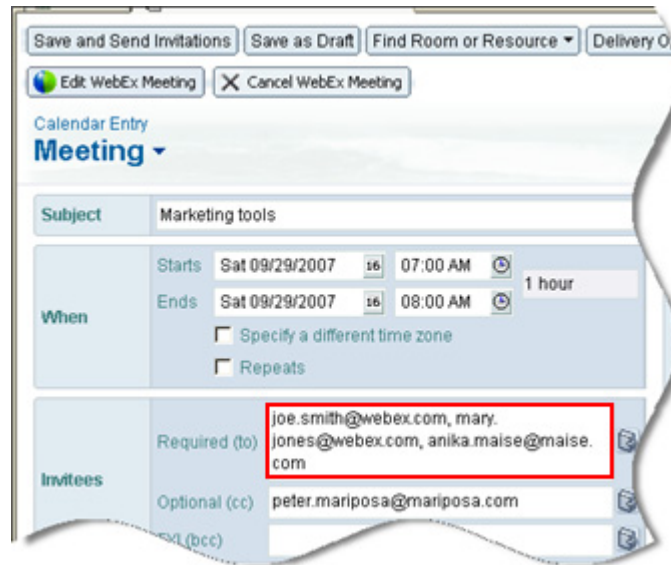 Save and Send Invitations Save as Draft Find Room or Resource Delivery O
Edit WebEx Meeting Cancel WebEx Meeting
Calendar Entry
Meeting
Subject Marketing tools
Starts Sat 09/29/2007 16 07:00 AM
1 hour
Ends Sat 09/29/2007 16 08:00 AM
When
Specify a different time zone
Repeats
joe.smith@webex.com, mary.
Required (to) jones@webex.com, anika.maise@maise.
com
Invitees
Optional (cc) peter.mariposa@mariposa.com
(bcc)